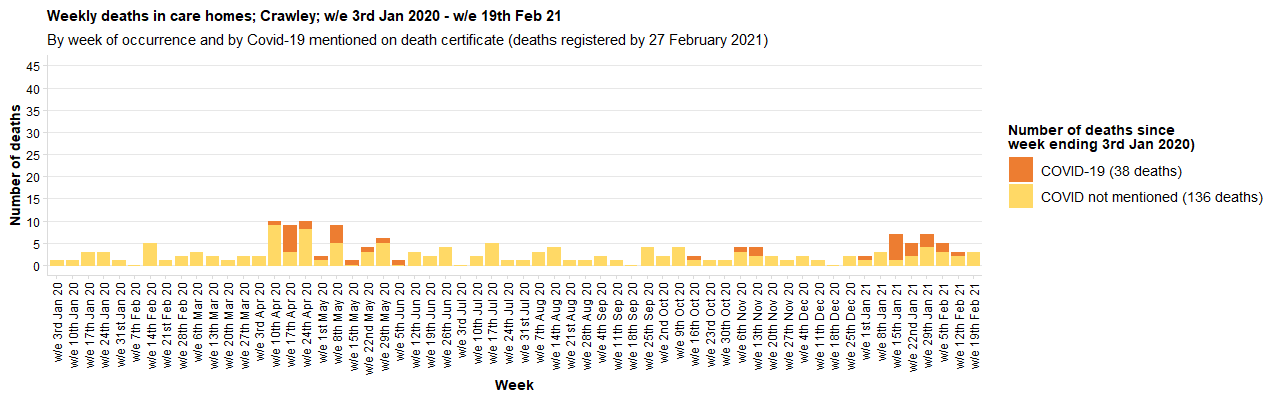 Weekly deaths in care homes; Crawley; w/e 3rd Jan 2020 - w/e 19th Feb 21
By week of occurrence and by Covid-19 mentioned on death certificate (deaths registered by 27 February 2021)
Number of deaths
45
40
35
30
25
20
15
10
5
0
w/e 3rd Jan 20
w/e 10th Jan 20
w/e 17th Jan 20
w/e 24th Jan 20
w/e 31st Jan 20
w/e 7th Feb 20
w/e 14th Feb 20
w/e 21st Feb 20
w/e 28th Feb 20
w/e 6th Mar 20
w/e 13th Mar 20
w/e 20th Mar 20
w/e 27th Mar 20
w/e 3rd Apr 20
w/e 10th Apr 20
w/e 17th Apr 20
w/e 24th Apr 20
w/e 1st May 20
w/e 8th May 20
w/e 15th May 20
w/e 22nd May 20
w/e 29th May 20
w/e 5th Jun 20
w/e 12th Jun 20
w/e 19th Jun 20
w/e 26th Jun 20
w/e 3rd Jul 20
w/e 10th Jul 20
w/e 17th Jul 20
w/e 24th Jul 20
w/e 31st Jul 20
w/e 7th Aug 20
w/e 14th Aug 20
w/e 21st Aug 20
w/e 28th Aug 20
w/e 4th Sep 20
w/e 11th Sep 20
w/e 18th Sep 20
w/e 25th Sep 20
w/e 2nd Oct 20
w/e 9th Oct 20
w/e 16th Oct 20
w/e 23rd Oct 20
w/e 30th Oct 20
w/e 6th Nov 20
w/e 13th Nov 20
w/e 20th Nov 20
w/e 27th Nov 20
w/e 4th Dec 20
w/e 11th Dec 20
w/e 18th Dec 20
w/e 25th Dec 20
w/e 1st Jan 21
w/e 8th Jan 21
w/e 15th Jan 21
w/e 22nd Jan 21
w/e 29th Jan 21
w/e 5th Feb 21
w/e 12th Feb 21
w/e 19th Feb 21
Week
Number of deaths since
week ending 3rd Jan 2020)
COVID-19 (38 deaths)
COVID not mentioned (136 deaths)